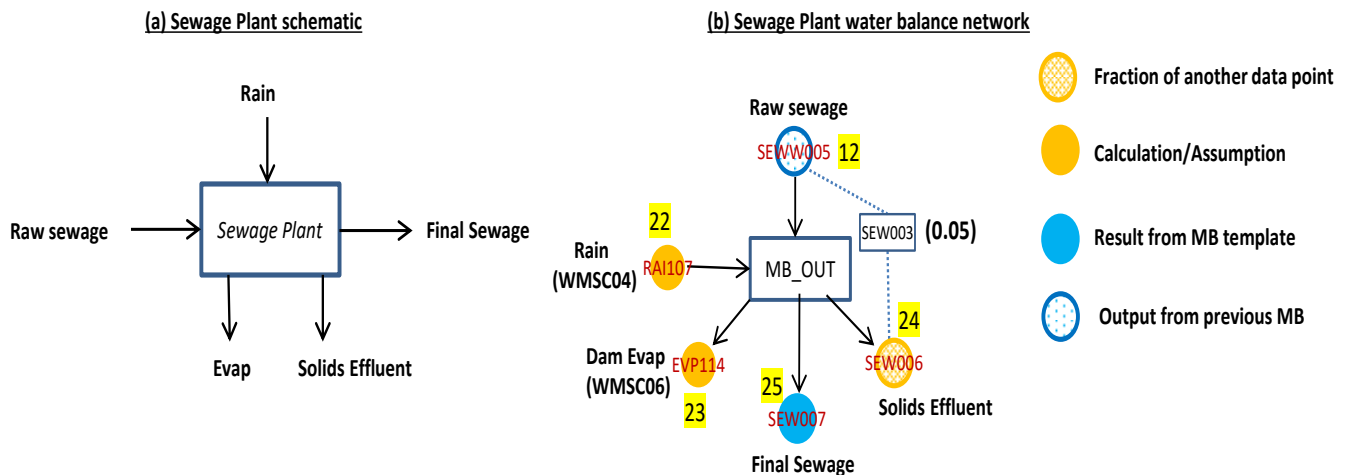 (a) Sewage Plant schematic
Rain
Raw sewage
Sewage Plant
Final Sewage
Evap
Solids Effluent
(b) Sewage Plant water balance network
Raw sewage
SEWW005
12
SEW003
(0.05)
22
Rain
(WMSC04)
RAI107
MB_OUT
24
Dam Evap
(WMSC06)
EVP114
SEW006
23
25
Solids Effluent
SEW007
Final Sewage
Fraction of another data point
Calculation/Assumption
Result from MB template
Output from previous MB